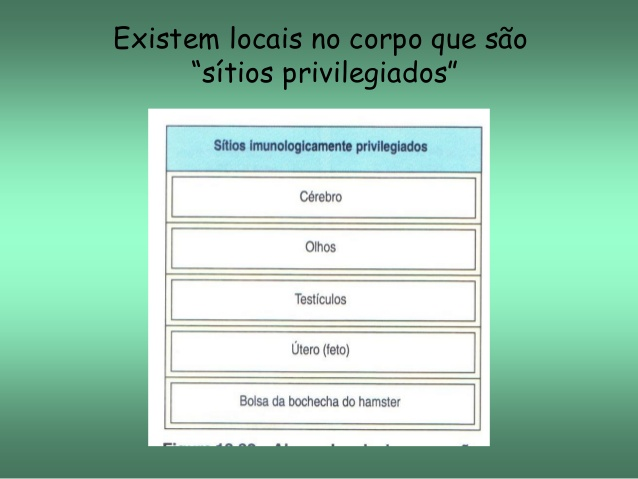 Existem locais no corpo que são
“sítios privilegiados”
Sítios imunologicamente privilegiados
Cérebro
Olhos
Testículos
Útero (feto)
Bolsa da bochecha do hamster